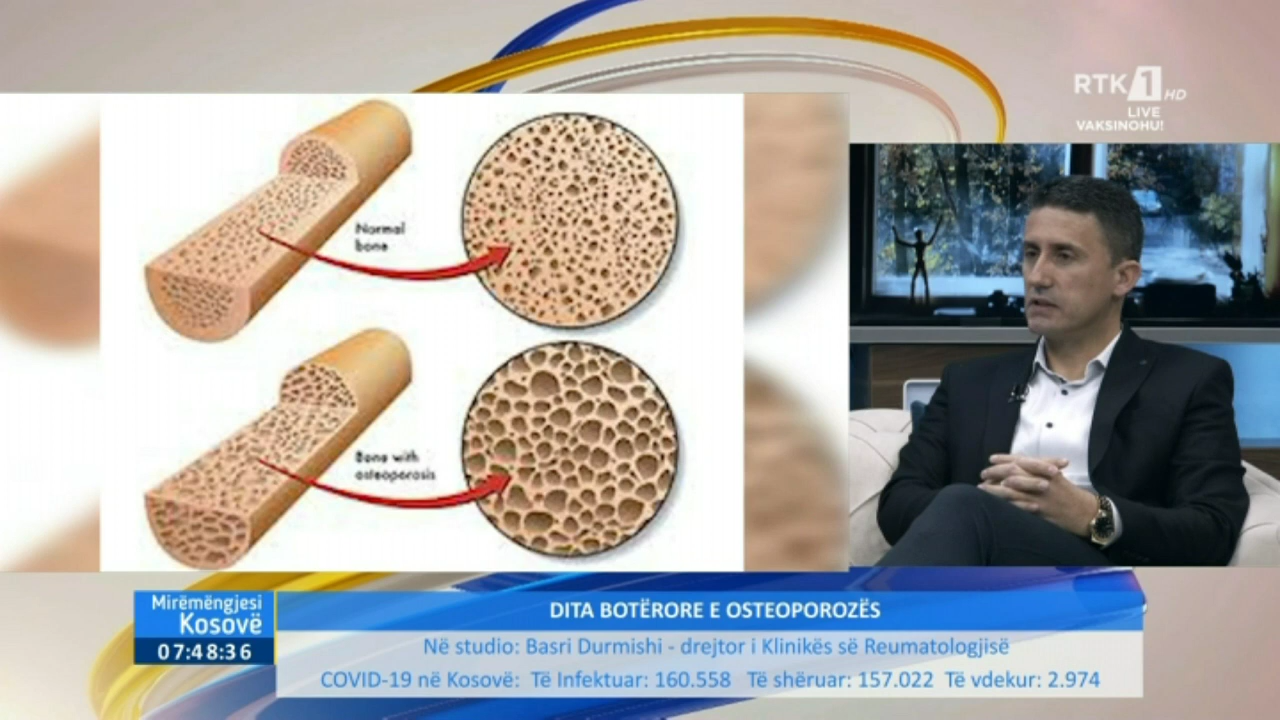 RTK 1 HD
LIVE
VAKSINOHU!
Normal
bone
Bone with
osteoporosis
Mirëmëngjesi
Kosovë
07:48:36
DITA BOTËRORE E OSTEOPOROZËS
Në studio: Basri Durmishi - drejtor i Klinikës së Reumatologjisë
COVID-19 në Kosovë: Të Infektuar: 160.558 Të shëruar: 157.022 Të vdekur: 2.974